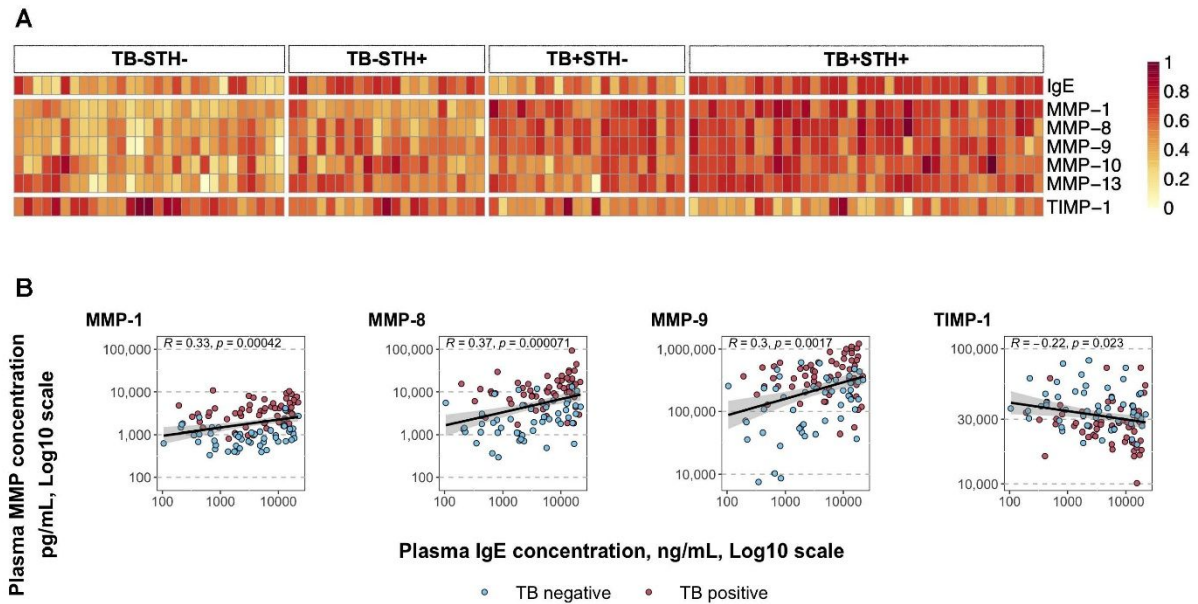 A
TB-STH- TB-STH+ TB+STH- TB+STH+
IgE
MMP-1
MMP-8
MMP-9
MMP-10
MMP-13
TIMP-1
1
0.8
0.6
0.4
0.2
0
B
Plasma MMP concentration
pg/mL, Log10 scale
MMP-1
R = 0.33, p = 0.00042
100,000
10,000
1,000
100
100 1000 10000
MMP-8
R = 0.37, p = 0.000071
100,000
10,000
1,000
100
100 1000 10000
MMP-9
R = 0.3, p = 0.0017
1,000,000
100,000
10,000
100 1000 10000
TIMP-1
R = -0.22, p = 0.023
100,000
30,000
10,000
100 1000 10000
Plasma IgE concentration, ng/mL, Log10 scale
TB negative TB positive